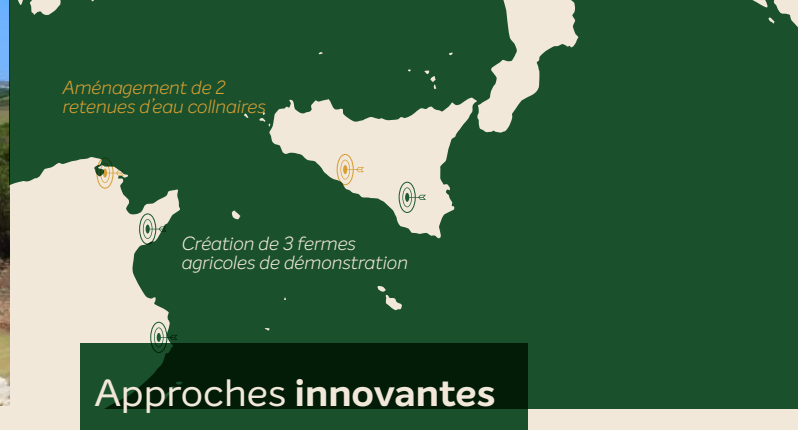 Aménagement de 2
retenues d'eau collnaires
Création de 3 fermes
agricoles de démonstration
Approches innovantes